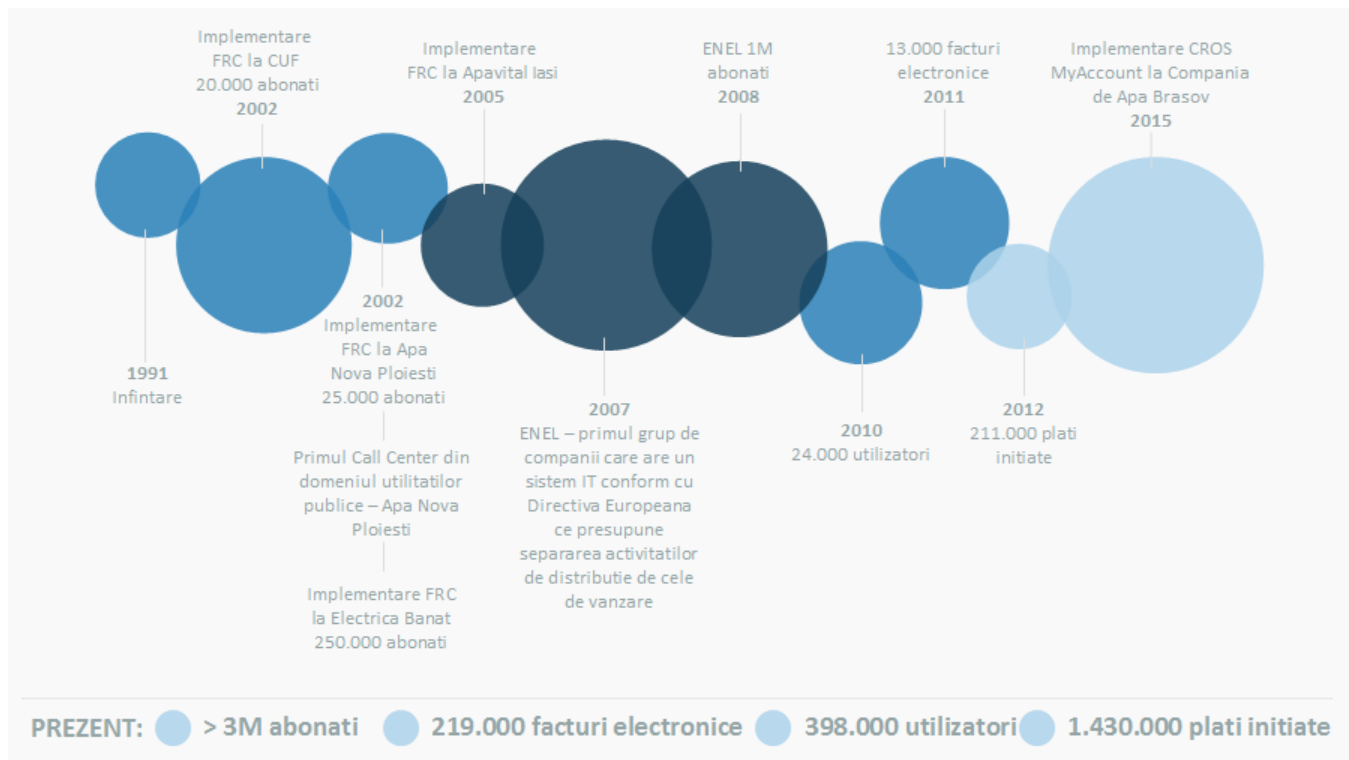 Implementare
FRC la CUF
20.000 abonati
2002
Implementare
FRC la Apavital Iasi
2005
ENEL 1M
abonati
2008
13.000 facturi
electronice
2011
Implementare CROS
MyAccount la Compania
de Apa Brasov
2015
1991
Infintare
2002
Implementare
FRC la Apa
Nova Ploiesti
25.000 abonati
Primul Call Center din
domeniul utilitatilor
publice – Apa Nova
Ploiesti
Implementare FRC
la Electrica Banat
250.000 abonati
2007
ENEL – primul grup de
companii care are un
sistem IT conform cu
Directiva Europeana
ce presupune
separarea activitatilor
de distributie de cele
de vanzare
2010
24.000 utilizatori
2012
211.000 plati
initiate
PREZENT: > 3M abonati 219.000 facturi electronice 398.000 utilizatori 1.430.000 plati initiate